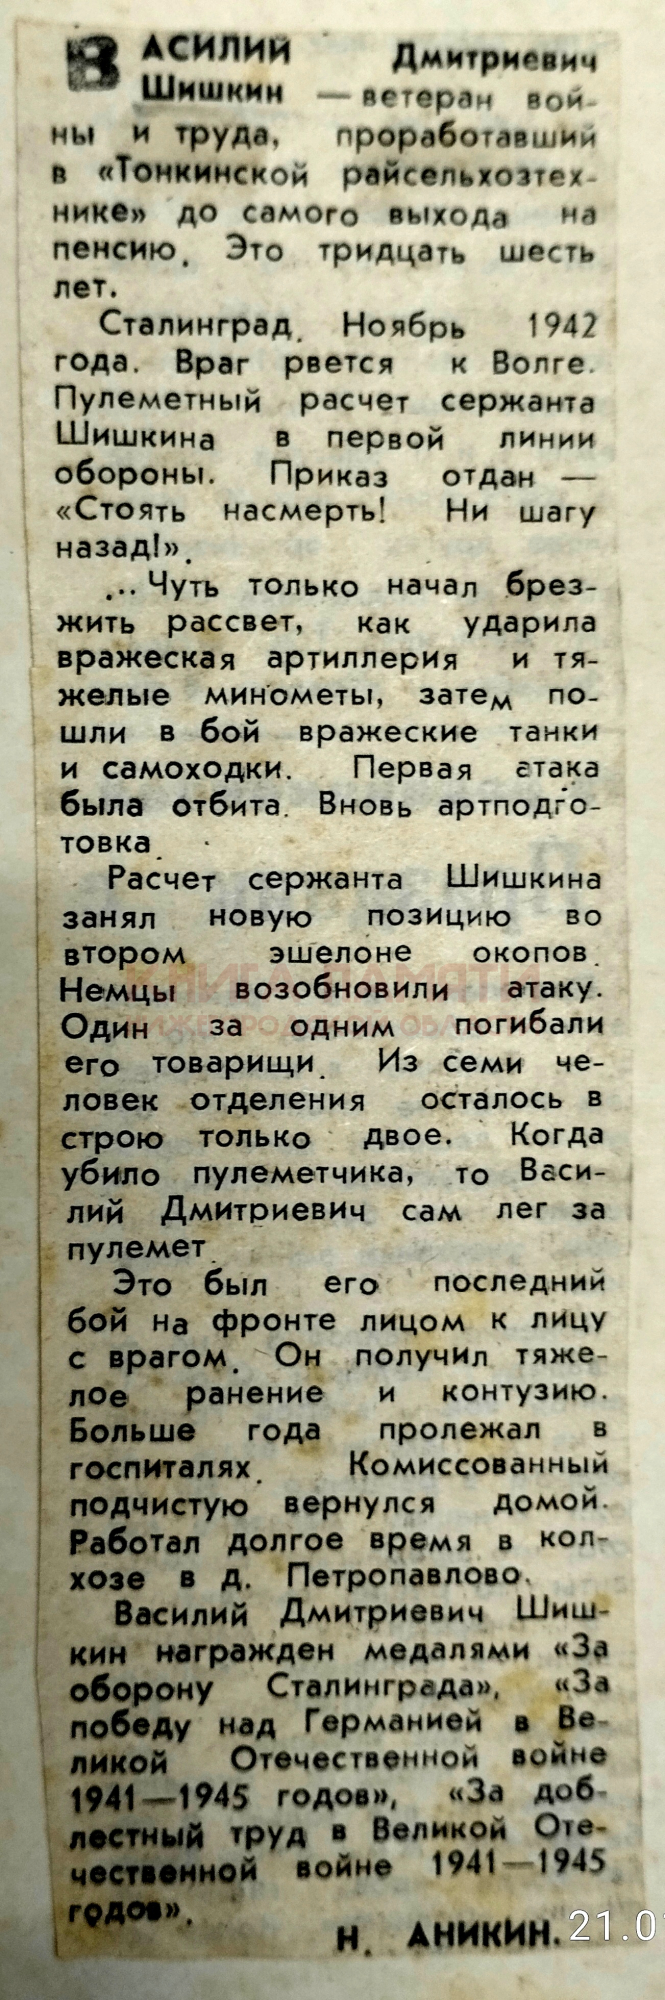 ВАСИЛИЙ Дмитриевич
Шишкин — ветеран вой-
ны и труда, проработавший
в «Тонкинской райсельхозтех-
нике» до самого выхода на
пенсию. Это тридцать шесть
лет.
Сталинград. Ноябрь 1942
года. Враг рвется к Волге.
Пулеметный расчет сержанта
Шишкина в первой линии
обороны. Приказ отдан —
«Стоять насмерть! Ни шагу
назад!».
... Чуть только начал брез-
жить рассвет, как ударила
вражеская артиллерия и тя-
желые минометы, затем по-
шли в бой вражеские танки
и самоходки. Первая атака
была отбита. Вновь артподго-
товка.
Расчет сержанта Шишкина
занял новую позицию во
втором эшелоне окопов.
Немцы возобновили атаку.
Один за одним погибали
его товарищи. Из семи че-
ловек отделения осталось в
строю только двое. Когда
убило пулеметчика, то Васи-
лий Дмитриевич сам лег за
пулемет.
Это был его последний
бой на фронте лицом к лицу
с врагом. Он получил тяже-
лое ранение и контузию.
Больше года пролежал в
госпиталях. Комиссованный
подчистую вернулся домой.
Работал долгое время в кол-
хозе в д. Петропавлово.
Василий Дмитриевич Шиш-
кин награжден медалями «За
оборону Сталинграда», «За
победу над Германией в Ве-
ликой Отечественной войне
1941—1945 годов», «За доб-
лестный труд в Великой Оте-
чественной войне 1941—1945
годов».
Н. АНИКИН.
21.0